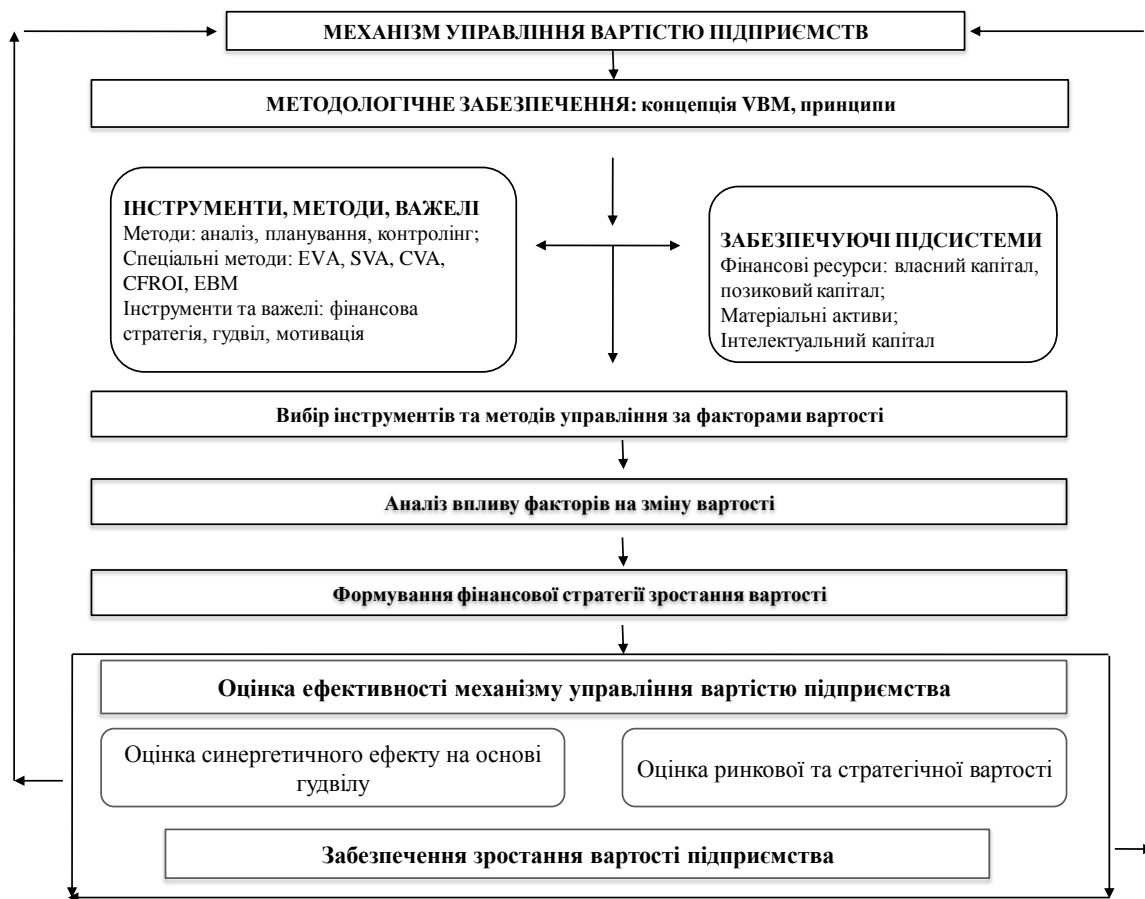 МЕХАНІЗМ УПРАВЛІННЯ ВАРТІСТЮ ПІДПРИЄМСТВ
МЕТОДОЛОГІЧНЕ ЗАБЕЗПЕЧЕННЯ: концепція VBM, принципи
ІНСТРУМЕНТИ, МЕТОДИ, ВАЖЕЛІ
Методи: аналіз, планування, контролінг;
Спеціальні методи: EVA, SVA, CVA,
CFROI, EBM
Інструменти та важелі: фінансова
стратегія, гудвіл, мотивація
ЗАБЕЗПЕЧУЮЧІ ПІДСИСТЕМИ
Фінансові ресурси: власний капітал,
позиковий капітал;
Матеріальні активи;
Інтелектуальний капітал
Вибір інструментів та методів управління за факторами вартості
Аналіз впливу факторів на зміну вартості
Формування фінансової стратегії зростання вартості
Оцінка ефективності механізму управління вартістю підприємства
Оцінка синергетичного ефекту на основі
гудвілу
Оцінка ринкової та стратегічної вартості
Забезпечення зростання вартості підприємства